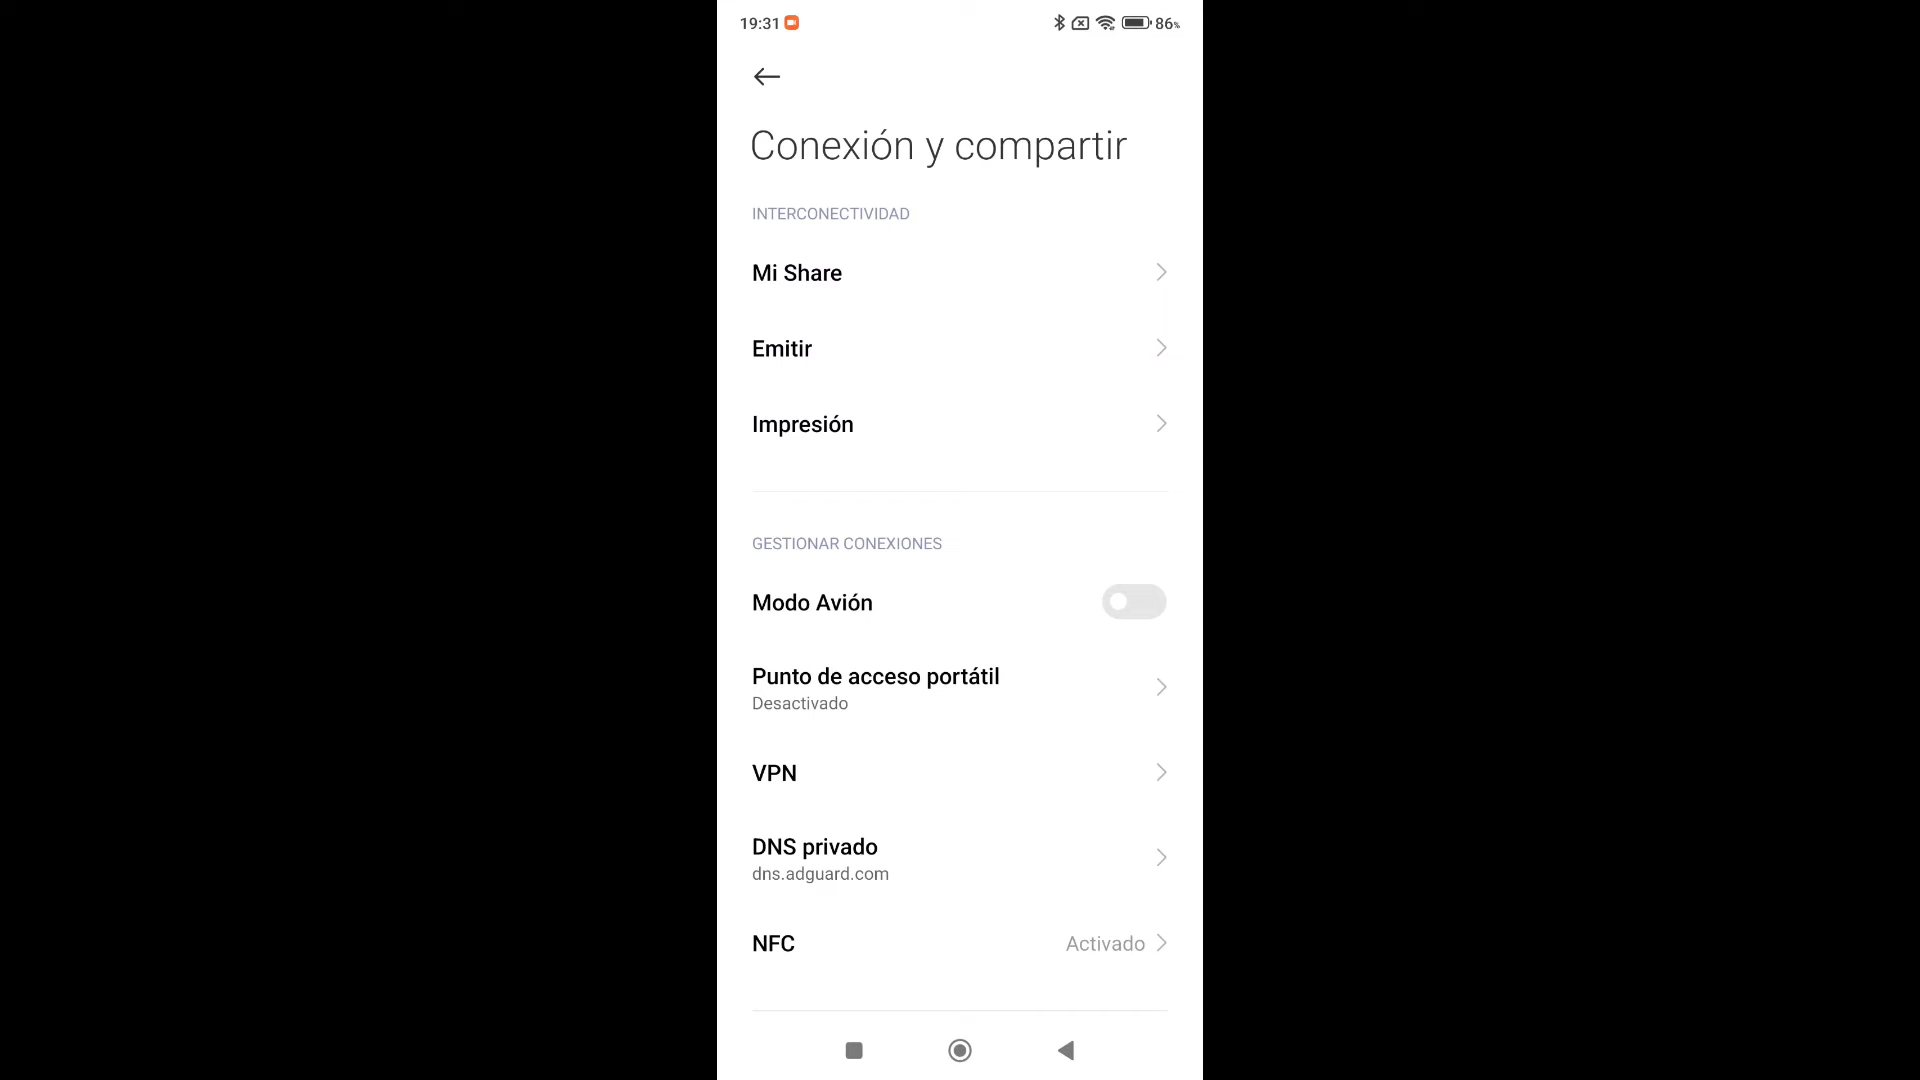 19:31
86%
Conexión y compartir
INTERCONECTIVIDAD
Mi Share
Emitir
Impresión
GESTIONAR CONEXIONES
Modo Avión
Punto de acceso portátil
Desactivado
VPN
DNS privado
dns.adguard.com
NFC
Activado